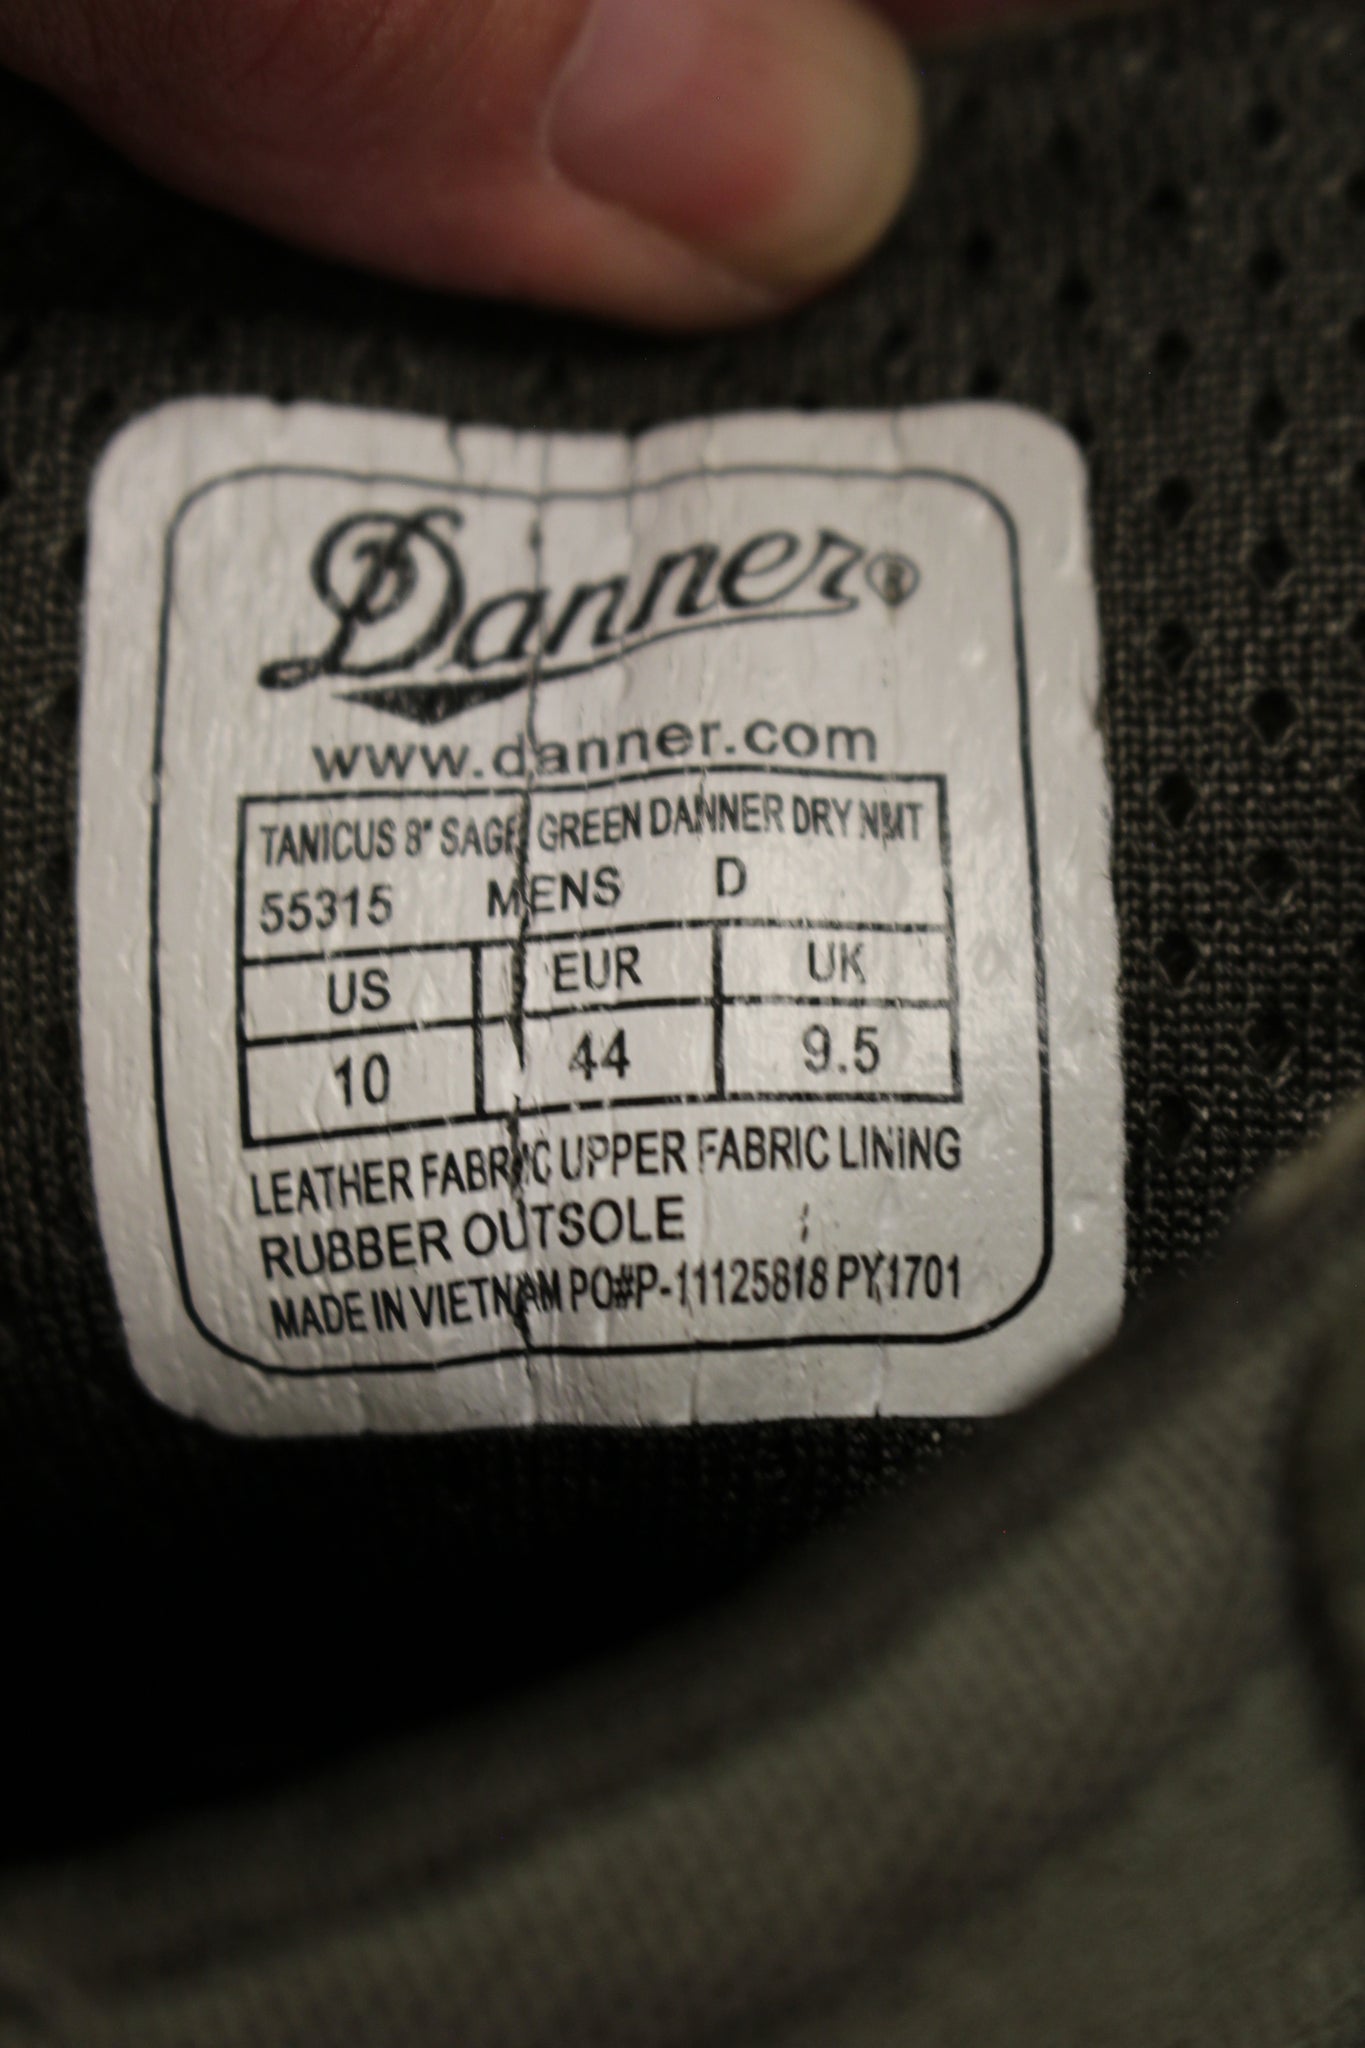 Danner®
www.danner.com
TANICUS 8" SAGE GREEN DANNER DRY NMT
55315 MENS D
US EUR UK
10 44 9.5
LEATHER FABRIC UPPER FABRIC LINING
RUBBER OUTSOLE
MADE IN VIETNAM PO#P-11125818 PY1701